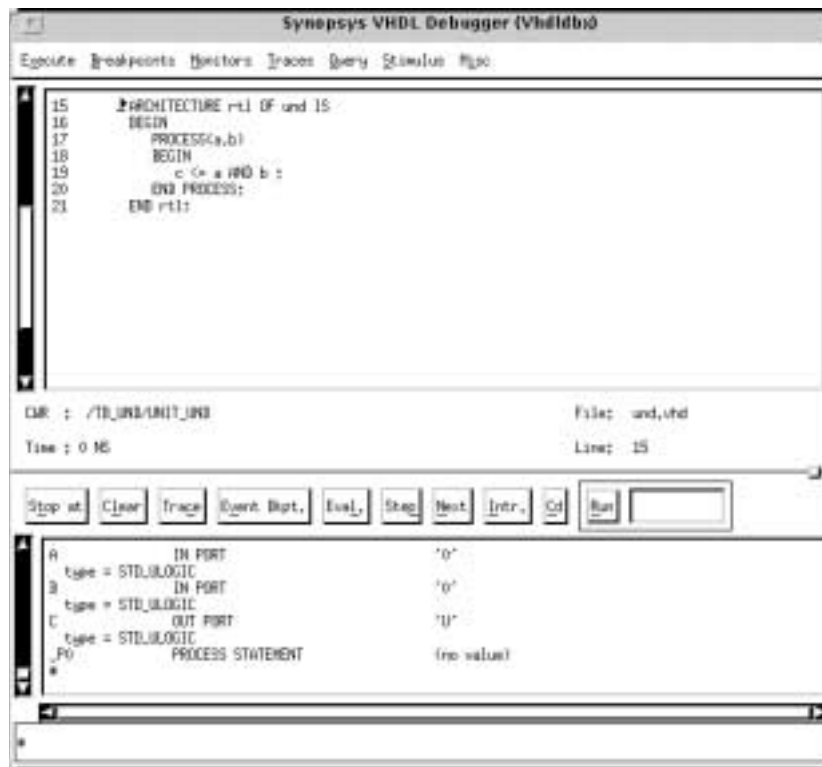 Synopsys VHDL Debugger (Vhdldbx)
Execute Breakpoints Monitors Traces Query Stimulus Misc
15 ARCHITECTURE rtl OF und IS
16 BEGIN
17 PROCESS(a,b)
18 BEGIN
19 c <= a AND b ;
20 END PROCESS;
21 END rtl;
CWR : /TB_UND/UNIT_UND File: und.vhd
Time : 0 NS Line: 15
Stop at Clear Trace Event Bkpt. Eval. Step Next Intr. Cd Run
A IN PORT '0'
type = STD_ULOGIC
B IN PORT '0'
type = STD_ULOGIC
C OUT PORT 'U'
type = STD_ULOGIC
_P0 PROCESS STATEMENT (no value)
#
#